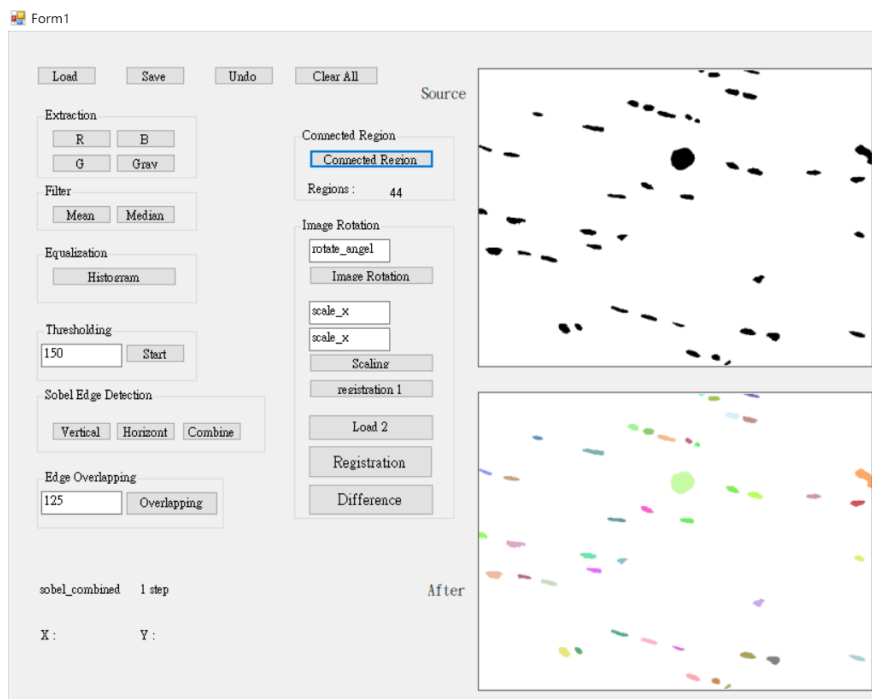 Form1
Load Save Undo Clear All
Source
Extraction
R B
G Gray
Filter
Mean Median
Equalization
Histogram
Thresholding
150 Start
Sobel Edge Detection
Vertical Horizont Combine
Edge Overlapping
125 Overlapping
sobel_combined 1 step
X : Y :
Connected Region
Connected Region
Regions : 44
Image Rotation
rotate_angel
Image Rotation
scale_x
scale_x
Scaling
registration 1
Load 2
Registration
Difference
After